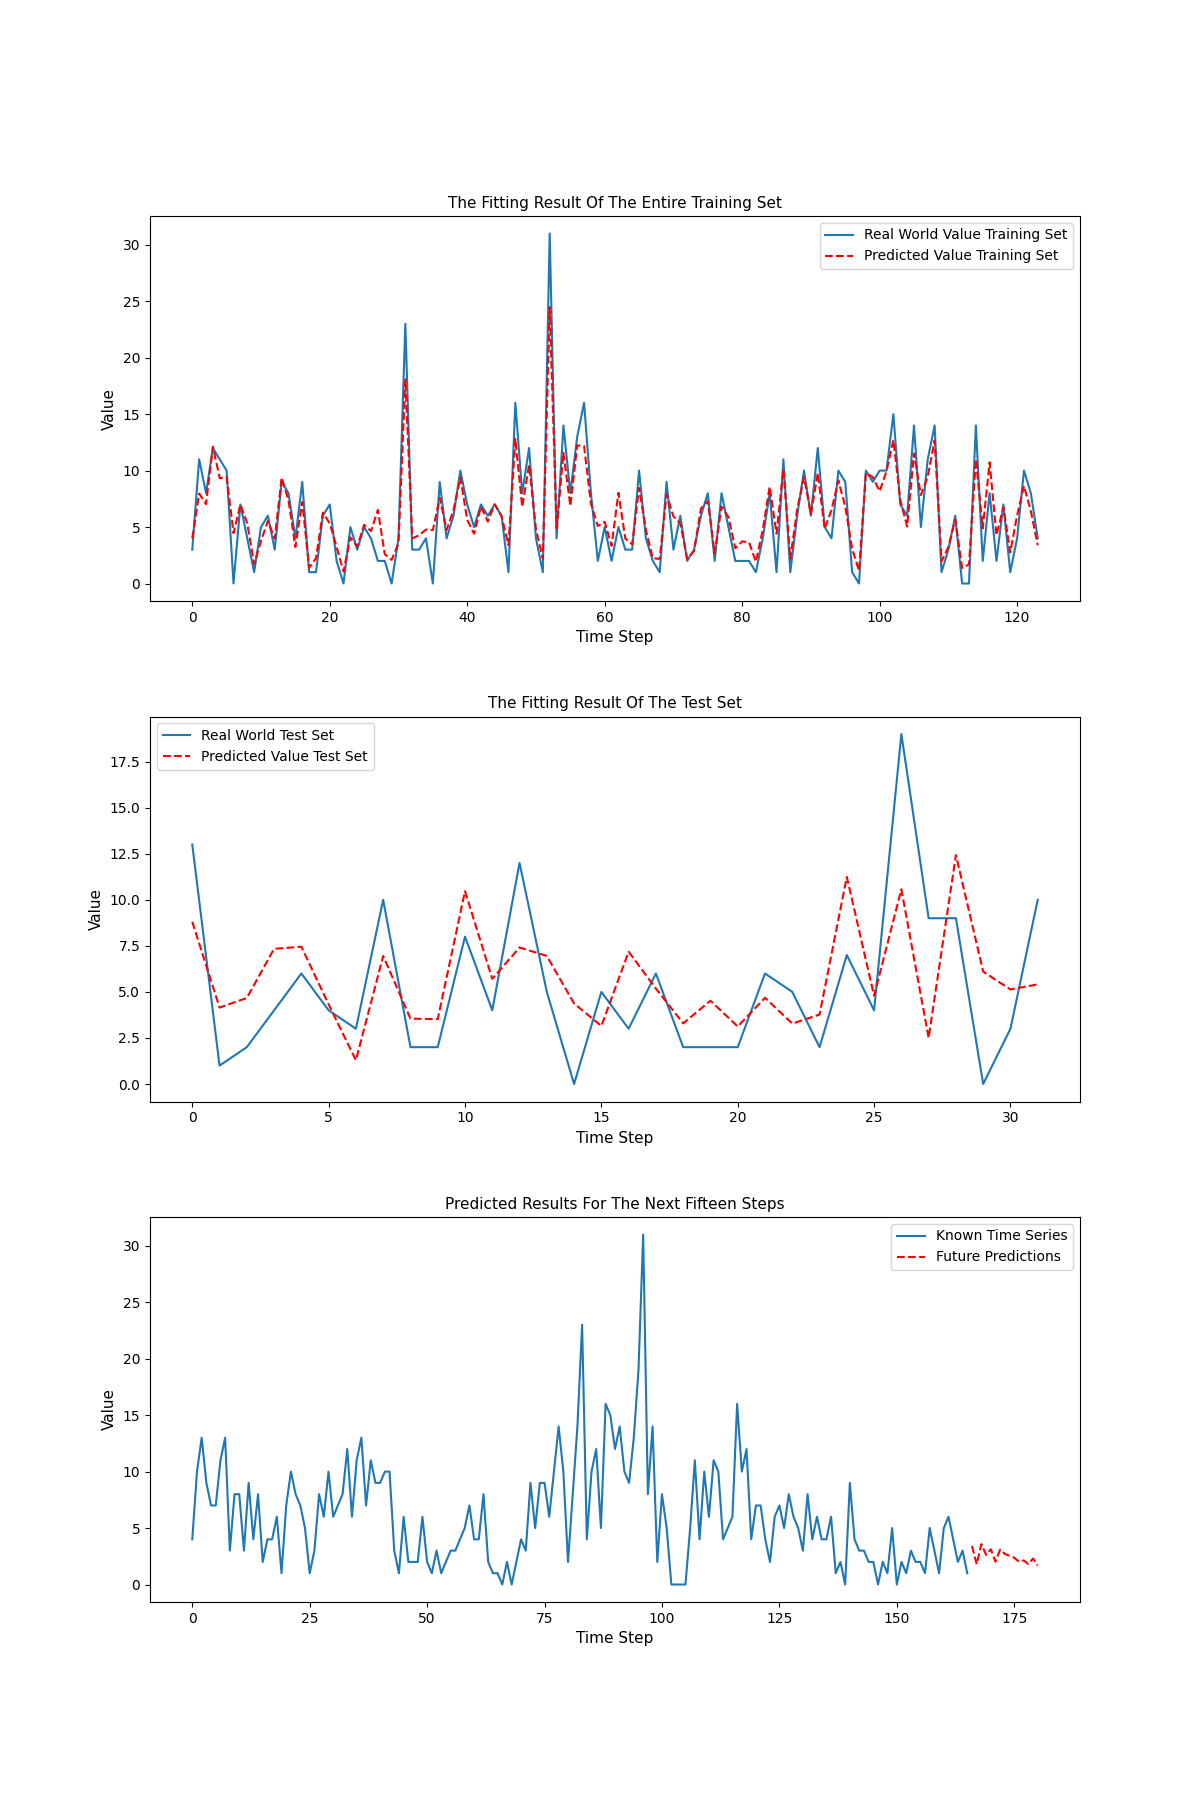 The Fitting Result Of The Entire Training Set
Real World Value Training Set
Predicted Value Training Set
30
25
20
15
10
5
0
Value
0 20 40 60 80 100 120
Time Step
The Fitting Result Of The Test Set
Real World Test Set
Predicted Value Test Set
17.5
15.0
12.5
10.0
7.5
5.0
2.5
0.0
Value
0 5 10 15 20 25 30
Time Step
Predicted Results For The Next Fifteen Steps
Known Time Series
Future Predictions
30
25
20
15
10
5
0
Value
0 25 50 75 100 125 150 175
Time Step